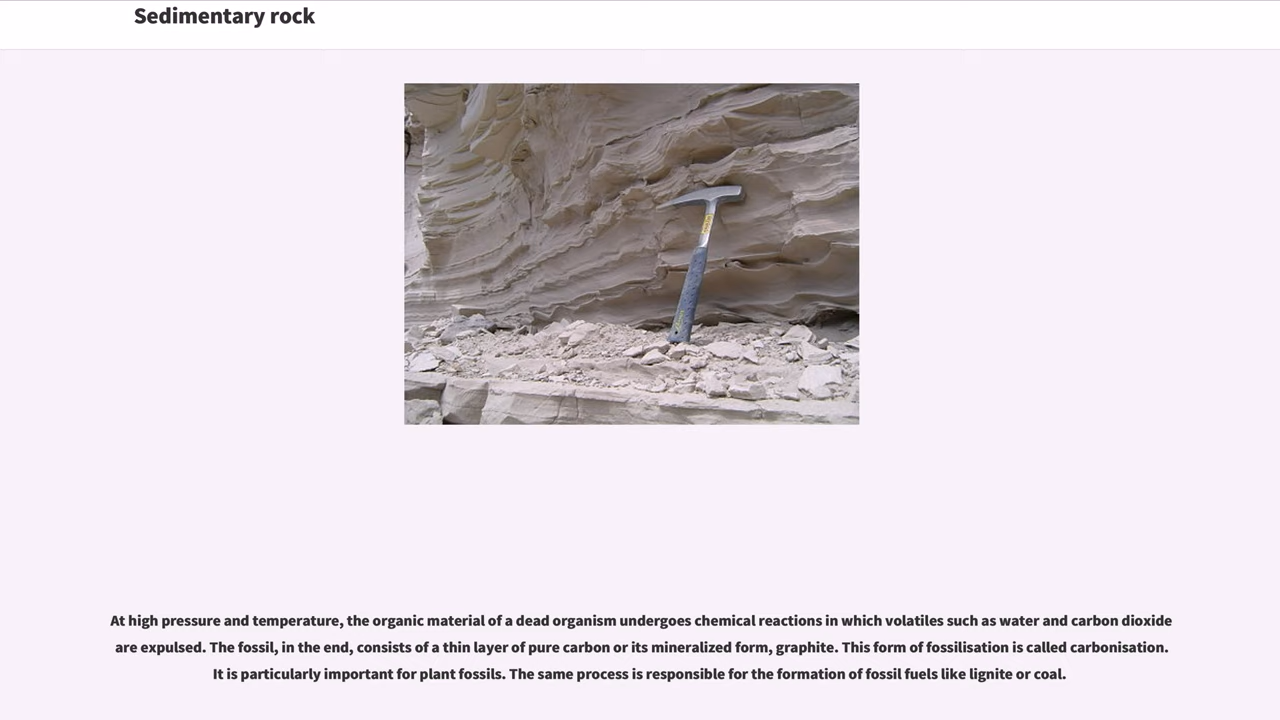 Sedimentary rock
At high pressure and temperature, the organic material of a dead organism undergoes chemical reactions in which volatiles such as water and carbon dioxide
are expulsed. The fossil, in the end, consists of a thin layer of pure carbon or its mineralized form, graphite. This form of fossilisation is called carbonisation.
It is particularly important for plant fossils. The same process is responsible for the formation of fossil fuels like lignite or coal.